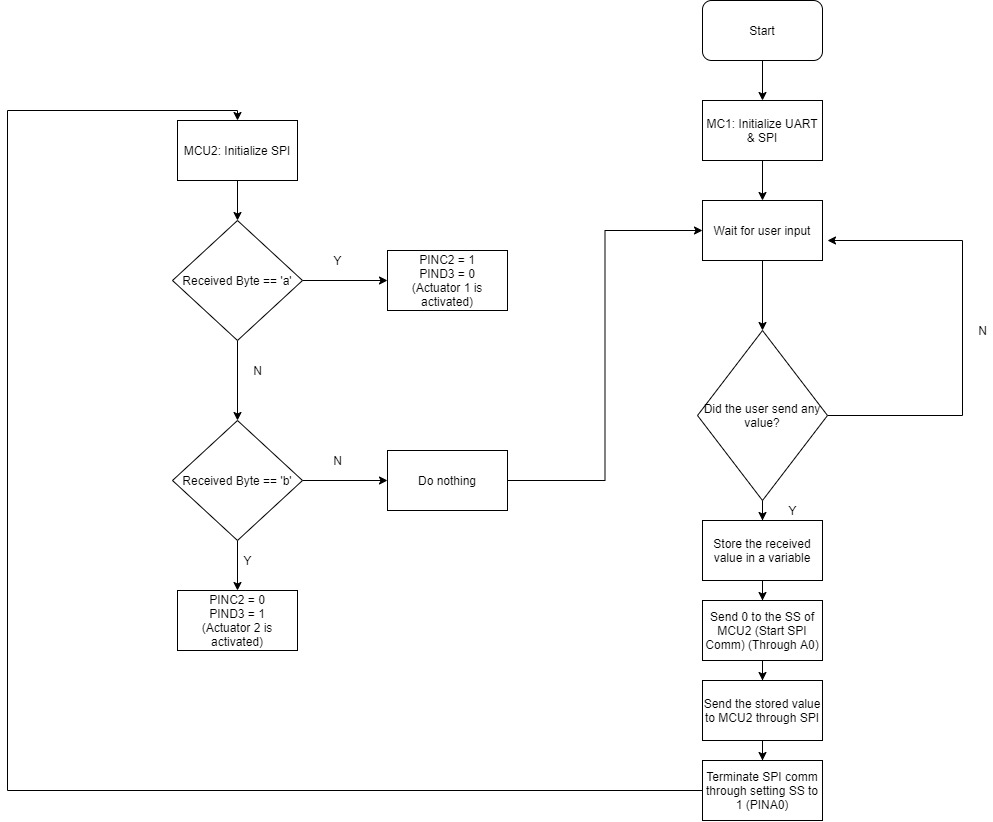 Start
MC1: Initialize UART
& SPI
Wait for user input
N
Did the user send any
value?
Y
Store the received
value in a variable
Send 0 to the SS of
MCU2 (Start SPI
Comm) (Through A0)
Send the stored value
to MCU2 through SPI
Terminate SPI comm
through setting SS to
1 (PINA0)
MCU2: Initialize SPI
Received Byte == 'a'
Y
PINC2 = 1
PIND3 = 0
(Actuator 1 is
activated)
N
Received Byte == 'b'
N
Do nothing
Y
PINC2 = 0
PIND3 = 1
(Actuator 2 is
activated)